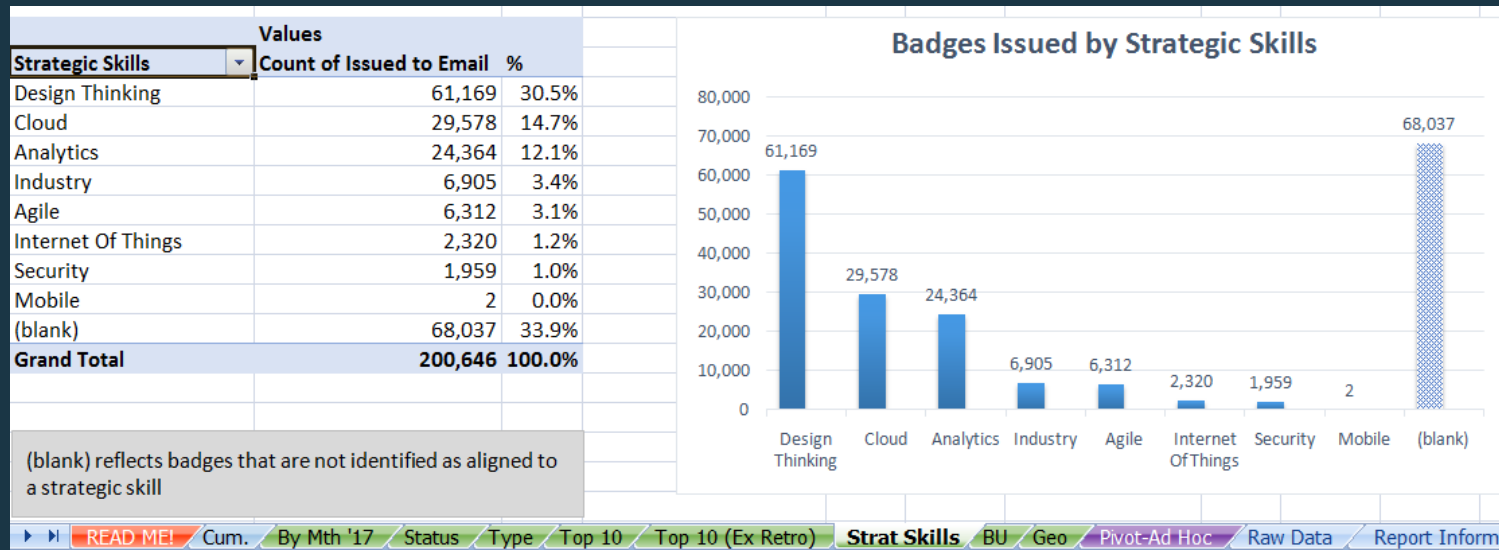 Values
Strategic Skills Count of Issued to Email %
Design Thinking 61,169 30.5%
Cloud 29,578 14.7%
Analytics 24,364 12.1%
Industry 6,905 3.4%
Agile 6,312 3.1%
Internet Of Things 2,320 1.2%
Security 1,959 1.0%
Mobile 2 0.0%
(blank) 68,037 33.9%
Grand Total 200,646 100.0%
(blank) reflects badges that are not identified as aligned to
a strategic skill
Badges Issued by Strategic Skills
80,000
70,000
60,000
50,000
40,000
30,000
20,000
10,000
0
61,169
29,578
24,364
6,905
6,312
2,320
1,959
2
68,037
Design Thinking
Cloud
Analytics
Industry
Agile
Internet Of Things
Security
Mobile
(blank)
READ ME! Cum. By Mth '17 Status Type Top 10 Top 10 (Ex Retro) Strat Skills BU Geo Pivot-Ad Hoc Raw Data Report Inform